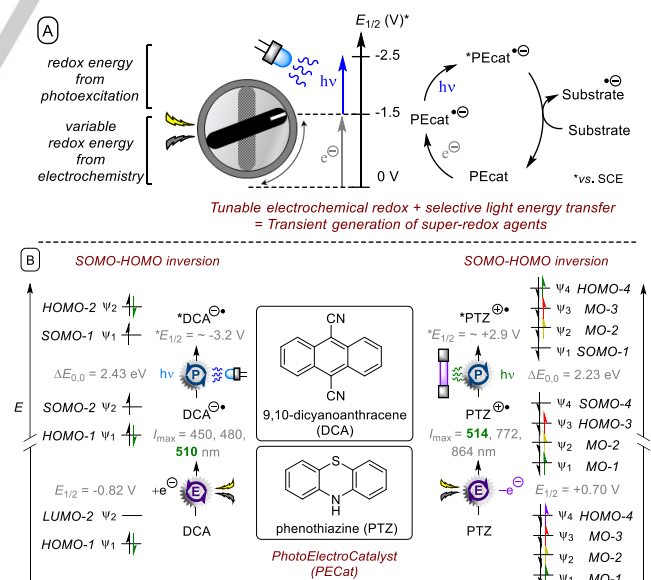 A
E1/2 (V)*
redox energy
from
photoexcitation
variable
redox energy
from
electrochemistry
hν
e⊖
-2.5
-1.5
0 V
*PEcat•⊖
hν
PEcat•⊖
e⊖
PEcat
•⊖
Substrate
Substrate
*vs. SCE
Tunable electrochemical redox + selective light energy transfer
= Transient generation of super-redox agents
B
SOMO-HOMO inversion
SOMO-HOMO inversion
E
HOMO-2 Ψ2
SOMO-1 Ψ1
*DCA⊖•
*E1/2 = ~ -3.2 V
ΔE0,0 = 2.43 eV
hν
P
SOMO-2 Ψ2
HOMO-1 Ψ1
DCA⊖•
Imax = 450, 480,
510 nm
E1/2 = -0.82 V
+e⊖
E
LUMO-2 Ψ2
HOMO-1 Ψ1
DCA
CN
CN
9,10-dicyanoanthracene
(DCA)
S
N
H
phenothiazine (PTZ)
PhotoElectroCatalyst
(PECat)
*PTZ⊕•
*E1/2 = ~ +2.9 V
P
hν
ΔE0,0 = 2.23 eV
Ψ4 HOMO-4
Ψ3 MO-3
Ψ2 MO-2
Ψ1 SOMO-1
PTZ⊕•
Imax = 514, 772,
864 nm
Ψ4 SOMO-4
Ψ3 HOMO-3
Ψ2 MO-2
Ψ1 MO-1
E
−e⊖
E1/2 = +0.70 V
PTZ
Ψ4 HOMO-4
Ψ3 MO-3
Ψ2 MO-2
Ψ1 MO-1